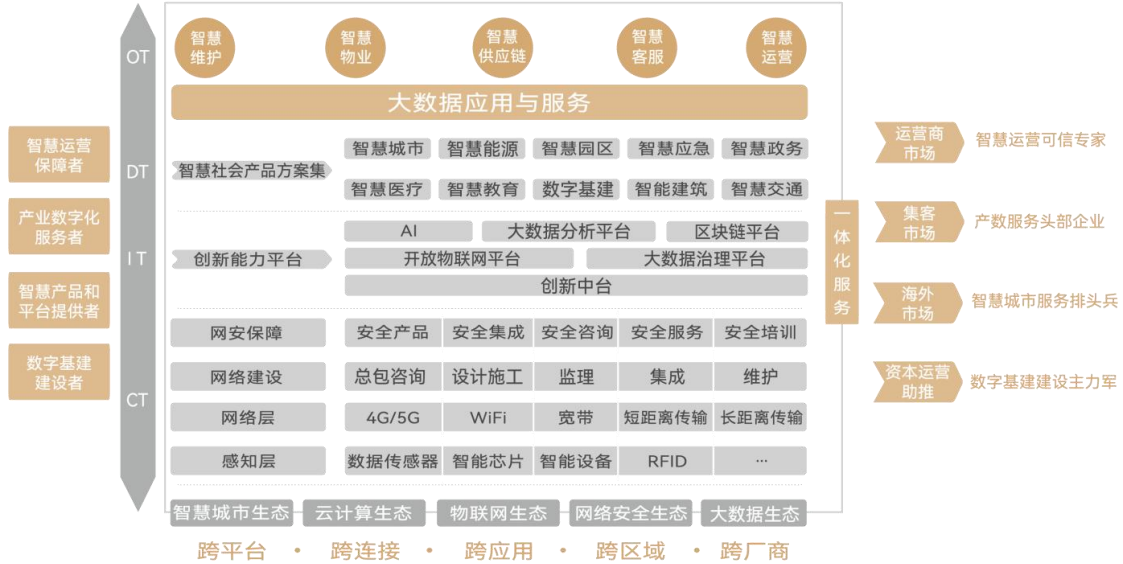 智慧运营
保障者
产业数字化
服务者
智慧产品和
平台提供者
数字基建
建设者
OT
DT
IT
CT
智慧
维护
智慧
物业
智慧
供应链
智慧
客服
智慧
运营
大数据应用与服务
智慧社会产品方案集
智慧城市 智慧能源 智慧园区 智慧应急 智慧政务
智慧医疗 智慧教育 数字基建 智能建筑 智慧交通
创新能力平台
AI 大数据分析平台 区块链平台
开放物联网平台 大数据治理平台
创新中台
网安保障 安全产品 安全集成 安全咨询 安全服务 安全培训
网络建设 总包咨询 设计施工 监理 集成 维护
网络层 4G/5G WiFi 宽带 短距离传输 长距离传输
感知层 数据传感器 智能芯片 智能设备 RFID ...
智慧城市生态 云计算生态 物联网生态 网络安全生态 大数据生态
跨平台 · 跨连接 · 跨应用 · 跨区域 · 跨厂商
一体化服务
运营商
市场
智慧运营可信专家
集客
市场
产数服务头部企业
海外
市场
智慧城市服务排头兵
资本运营
助推
数字基建建设主力军